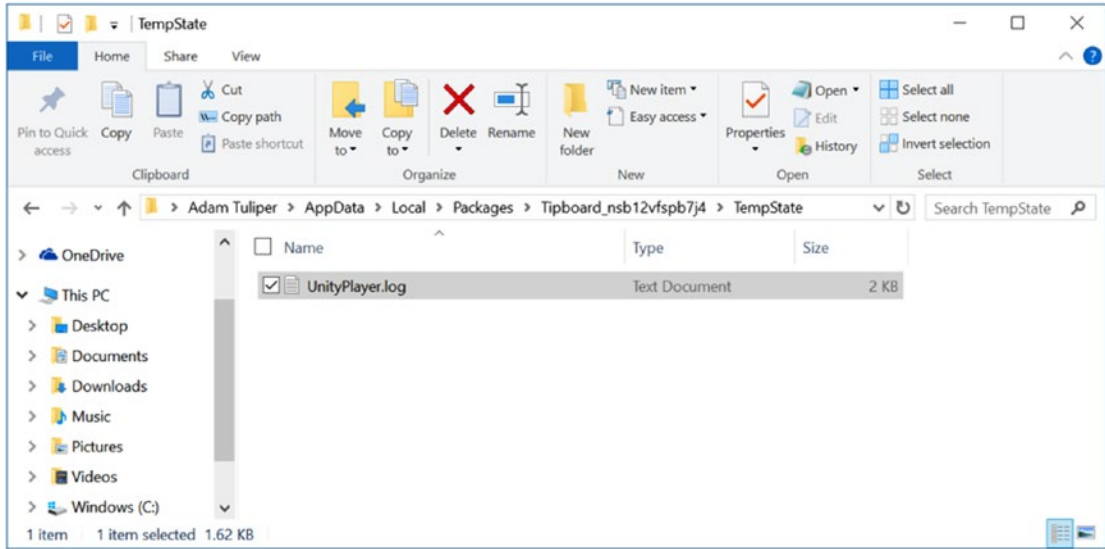 TempState
File Home Share View
Pin to Quick access
Copy
Paste
Cut
Copy path
Paste shortcut
Clipboard
Move to
Copy to
Delete
Rename
Organize
New folder
New item
Easy access
New
Properties
Open
Edit
History
Open
Select all
Select none
Invert selection
Select
Adam Tuliper > AppData > Local > Packages > Tipboard_nsb12vfspb7j4 > TempState
Search TempState
OneDrive
This PC
Desktop
Documents
Downloads
Music
Pictures
Videos
Windows (C:)
Name Type Size
UnityPlayer.log Text Document 2 KB
1 item 1 item selected 1.62 KB